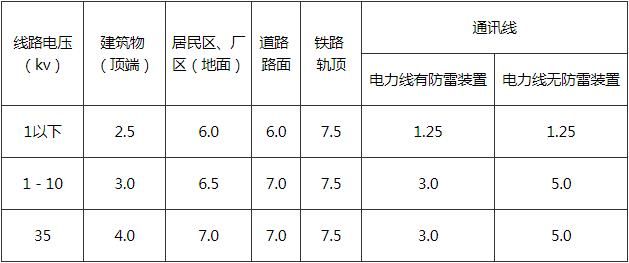 线路电压（kv） 建筑物（顶端） 居民区、厂区（地面） 道路路面 铁路轨顶 通讯线
电力线有防雷装置 电力线无防雷装置
1以下 2.5 6.0 6.0 7.5 1.25 1.25
1－10 3.0 6.5 7.0 7.5 3.0 5.0
35 4.0 7.0 7.0 7.5 3.0 5.0